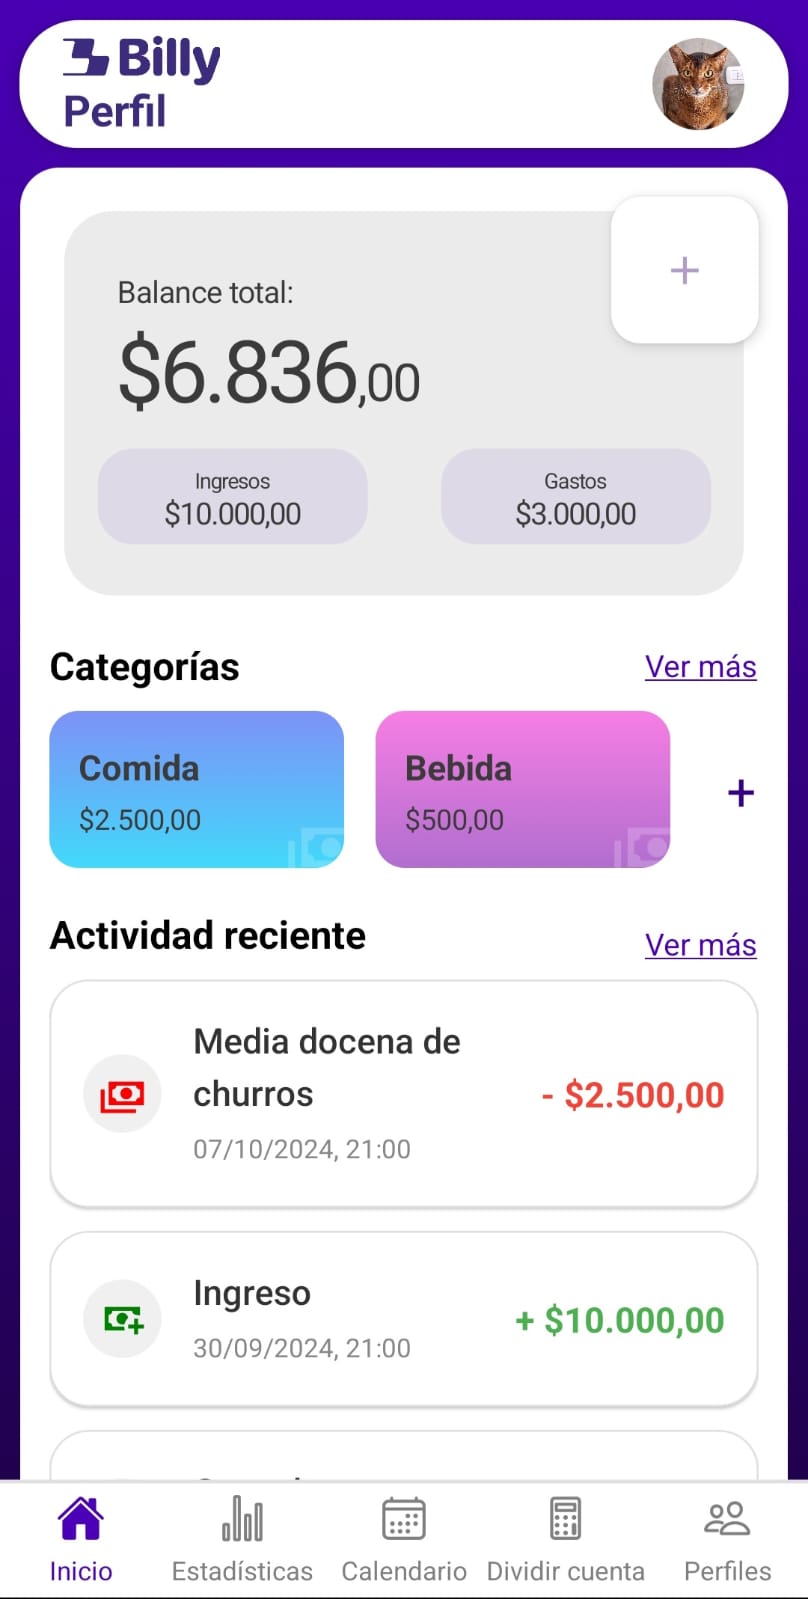 Billy
Perfil
Balance total:
$6.836,00
Ingresos
$10.000,00
Gastos
$3.000,00
Categorías
Ver más
Comida
$2.500,00
Bebida
$500,00
+
Actividad reciente
Ver más
Media docena de
churros
- $2.500,00
07/10/2024, 21:00
Ingreso
+ $10.000,00
30/09/2024, 21:00
Inicio
Estadísticas
Calendario
Dividir cuenta
Perfiles